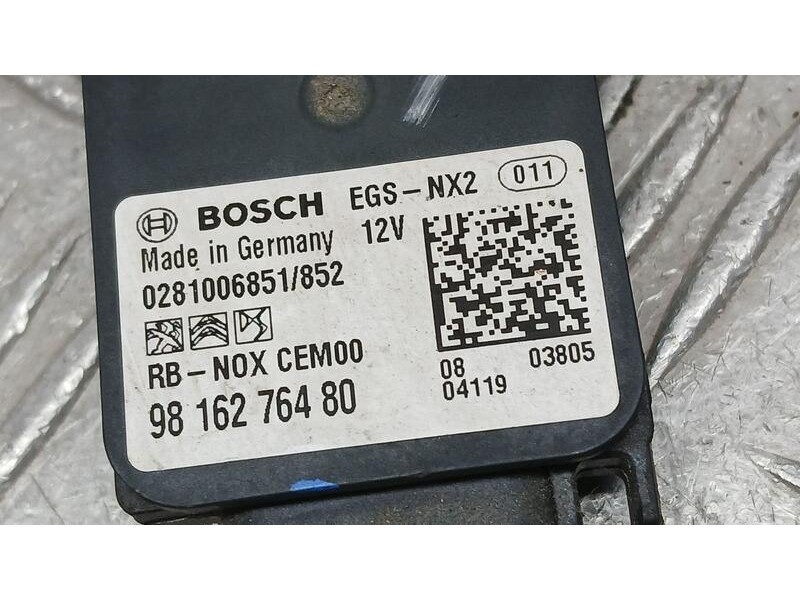 BOSCH EGS-NX2 011
Made in Germany 12V
0281006851/852
RB-NOX CEM00
98 162 764 80
08 03805
04119